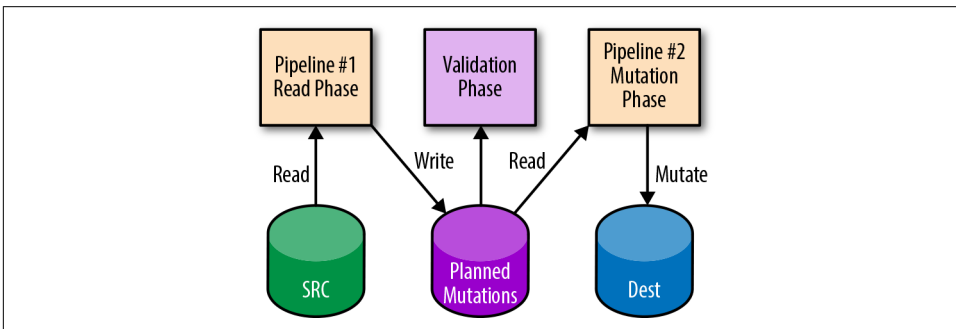 Pipeline #1
Read Phase
Validation
Phase
Pipeline #2
Mutation
Phase
Read
Write
Read
Mutate
SRC
Planned
Mutations
Dest